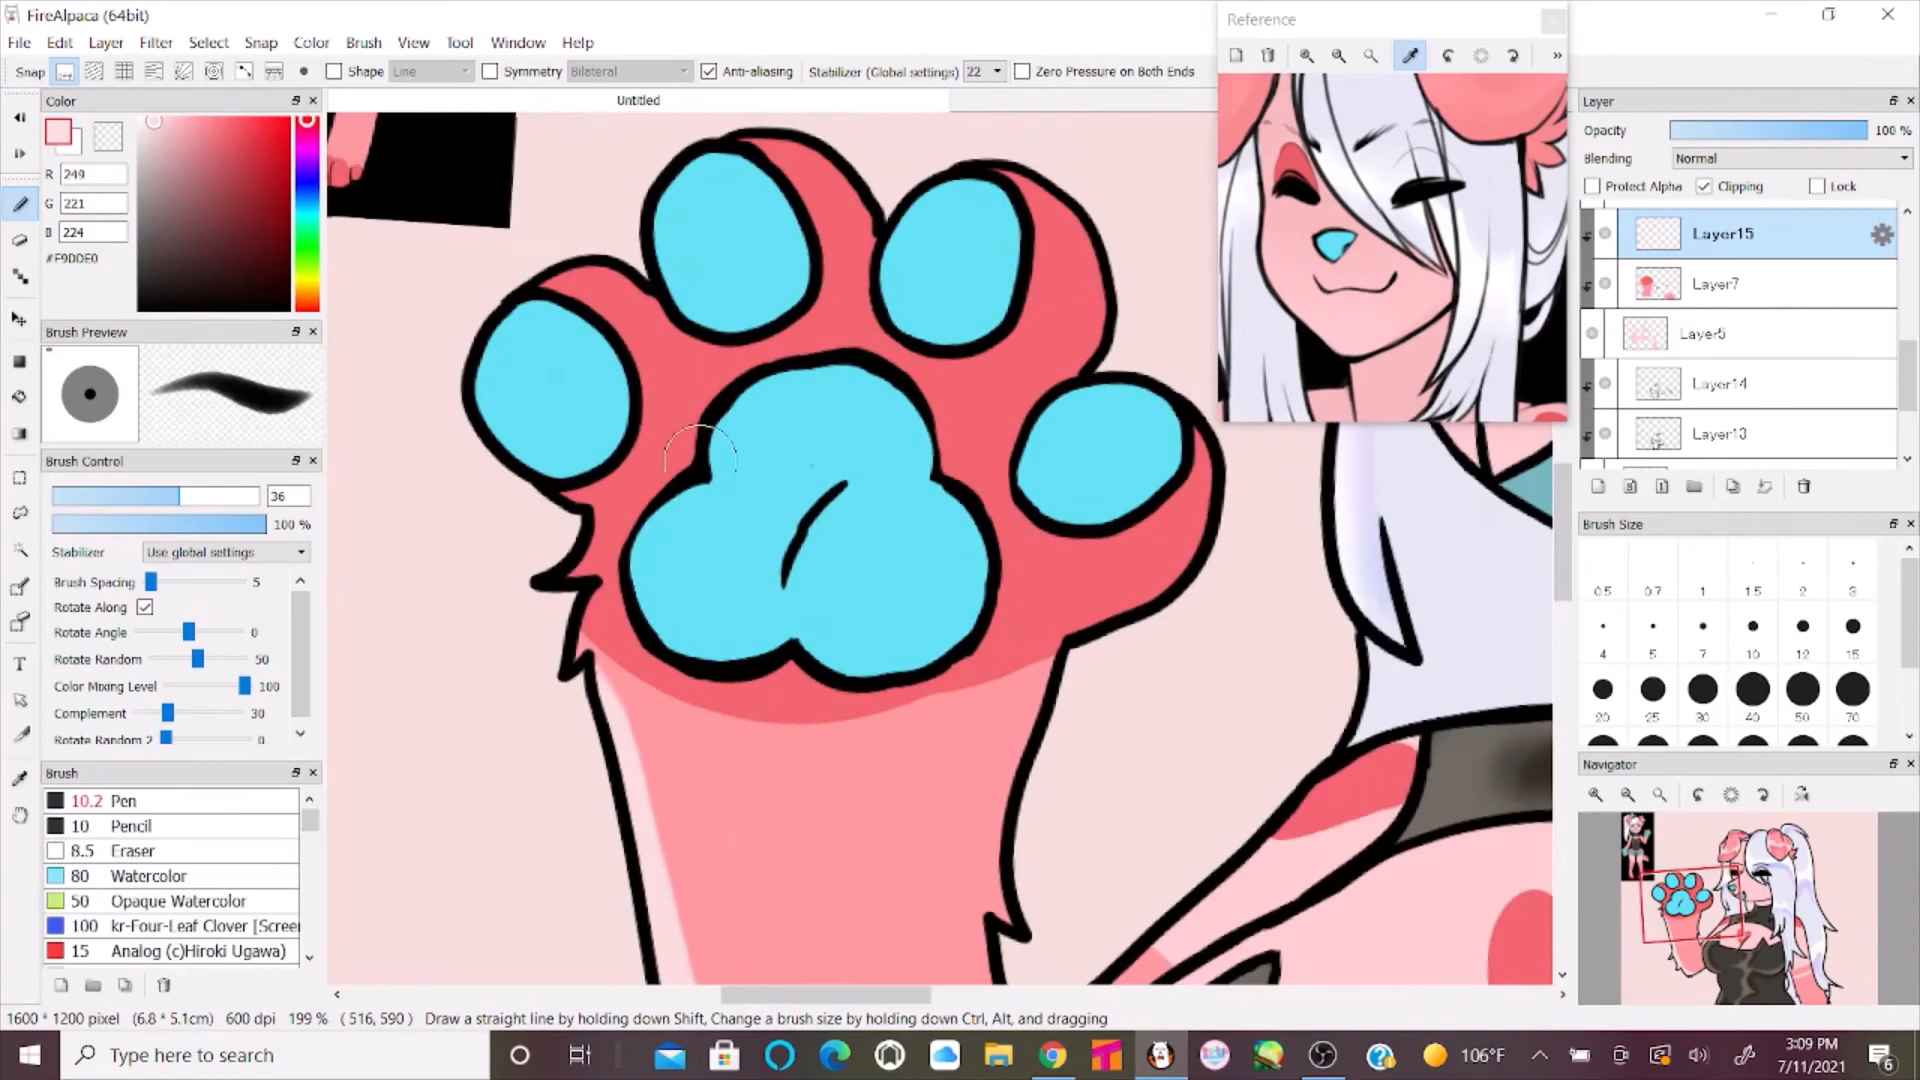 FireAlpaca (64bit)
Reference
File Edit Layer Filter Select Snap Color Brush View Tool Window Help
Snap Shape Line Symmetry Bilateral Anti-aliasing Stabilizer (Global settings) 22 Zero Pressure on Both Ends
Color
Untitled
Layer
Opacity 100 %
R 249
Blending Normal
G 221
Protect Alpha Clipping Lock
B 224
Layer15
#F9DDE0
Layer7
Brush Preview
Layer5
Layer14
Layer13
Brush Control
36
100 %
Brush Size
Stabilizer Use global settings
Brush Spacing 5
0.5 0.7 1 1.5 2 3
Rotate Along
Rotate Angle 0
4 5 7 10 12 15
Rotate Random 50
Color Mixing Level 100
Complement 30
20 25 30 40 50 70
Rotate Random 2 0
Navigator
Brush
10.2 Pen
10 Pencil
8.5 Eraser
80 Watercolor
50 Opaque Watercolor
100 kr-Four-Leaf Clover [Screen
15 Analog (c)Hiroki Ugawa)
1600 * 1200 pixel (6.8 * 5.1cm) 600 dpi 199 % ( 516, 590 ) Draw a straight line by holding down Shift, Change a brush size by holding down Ctrl, Alt, and dragging
Type here to search
106°F
3:09 PM
7/11/2021
6